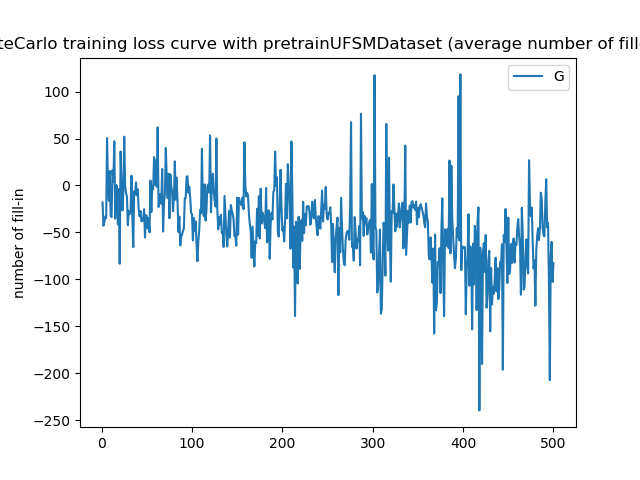 teCarlo training loss curve with pretrainUFSMDataset (average number of fill
G
number of fill-in
100
50
0
−50
−100
−150
−200
−250
0 100 200 300 400 500